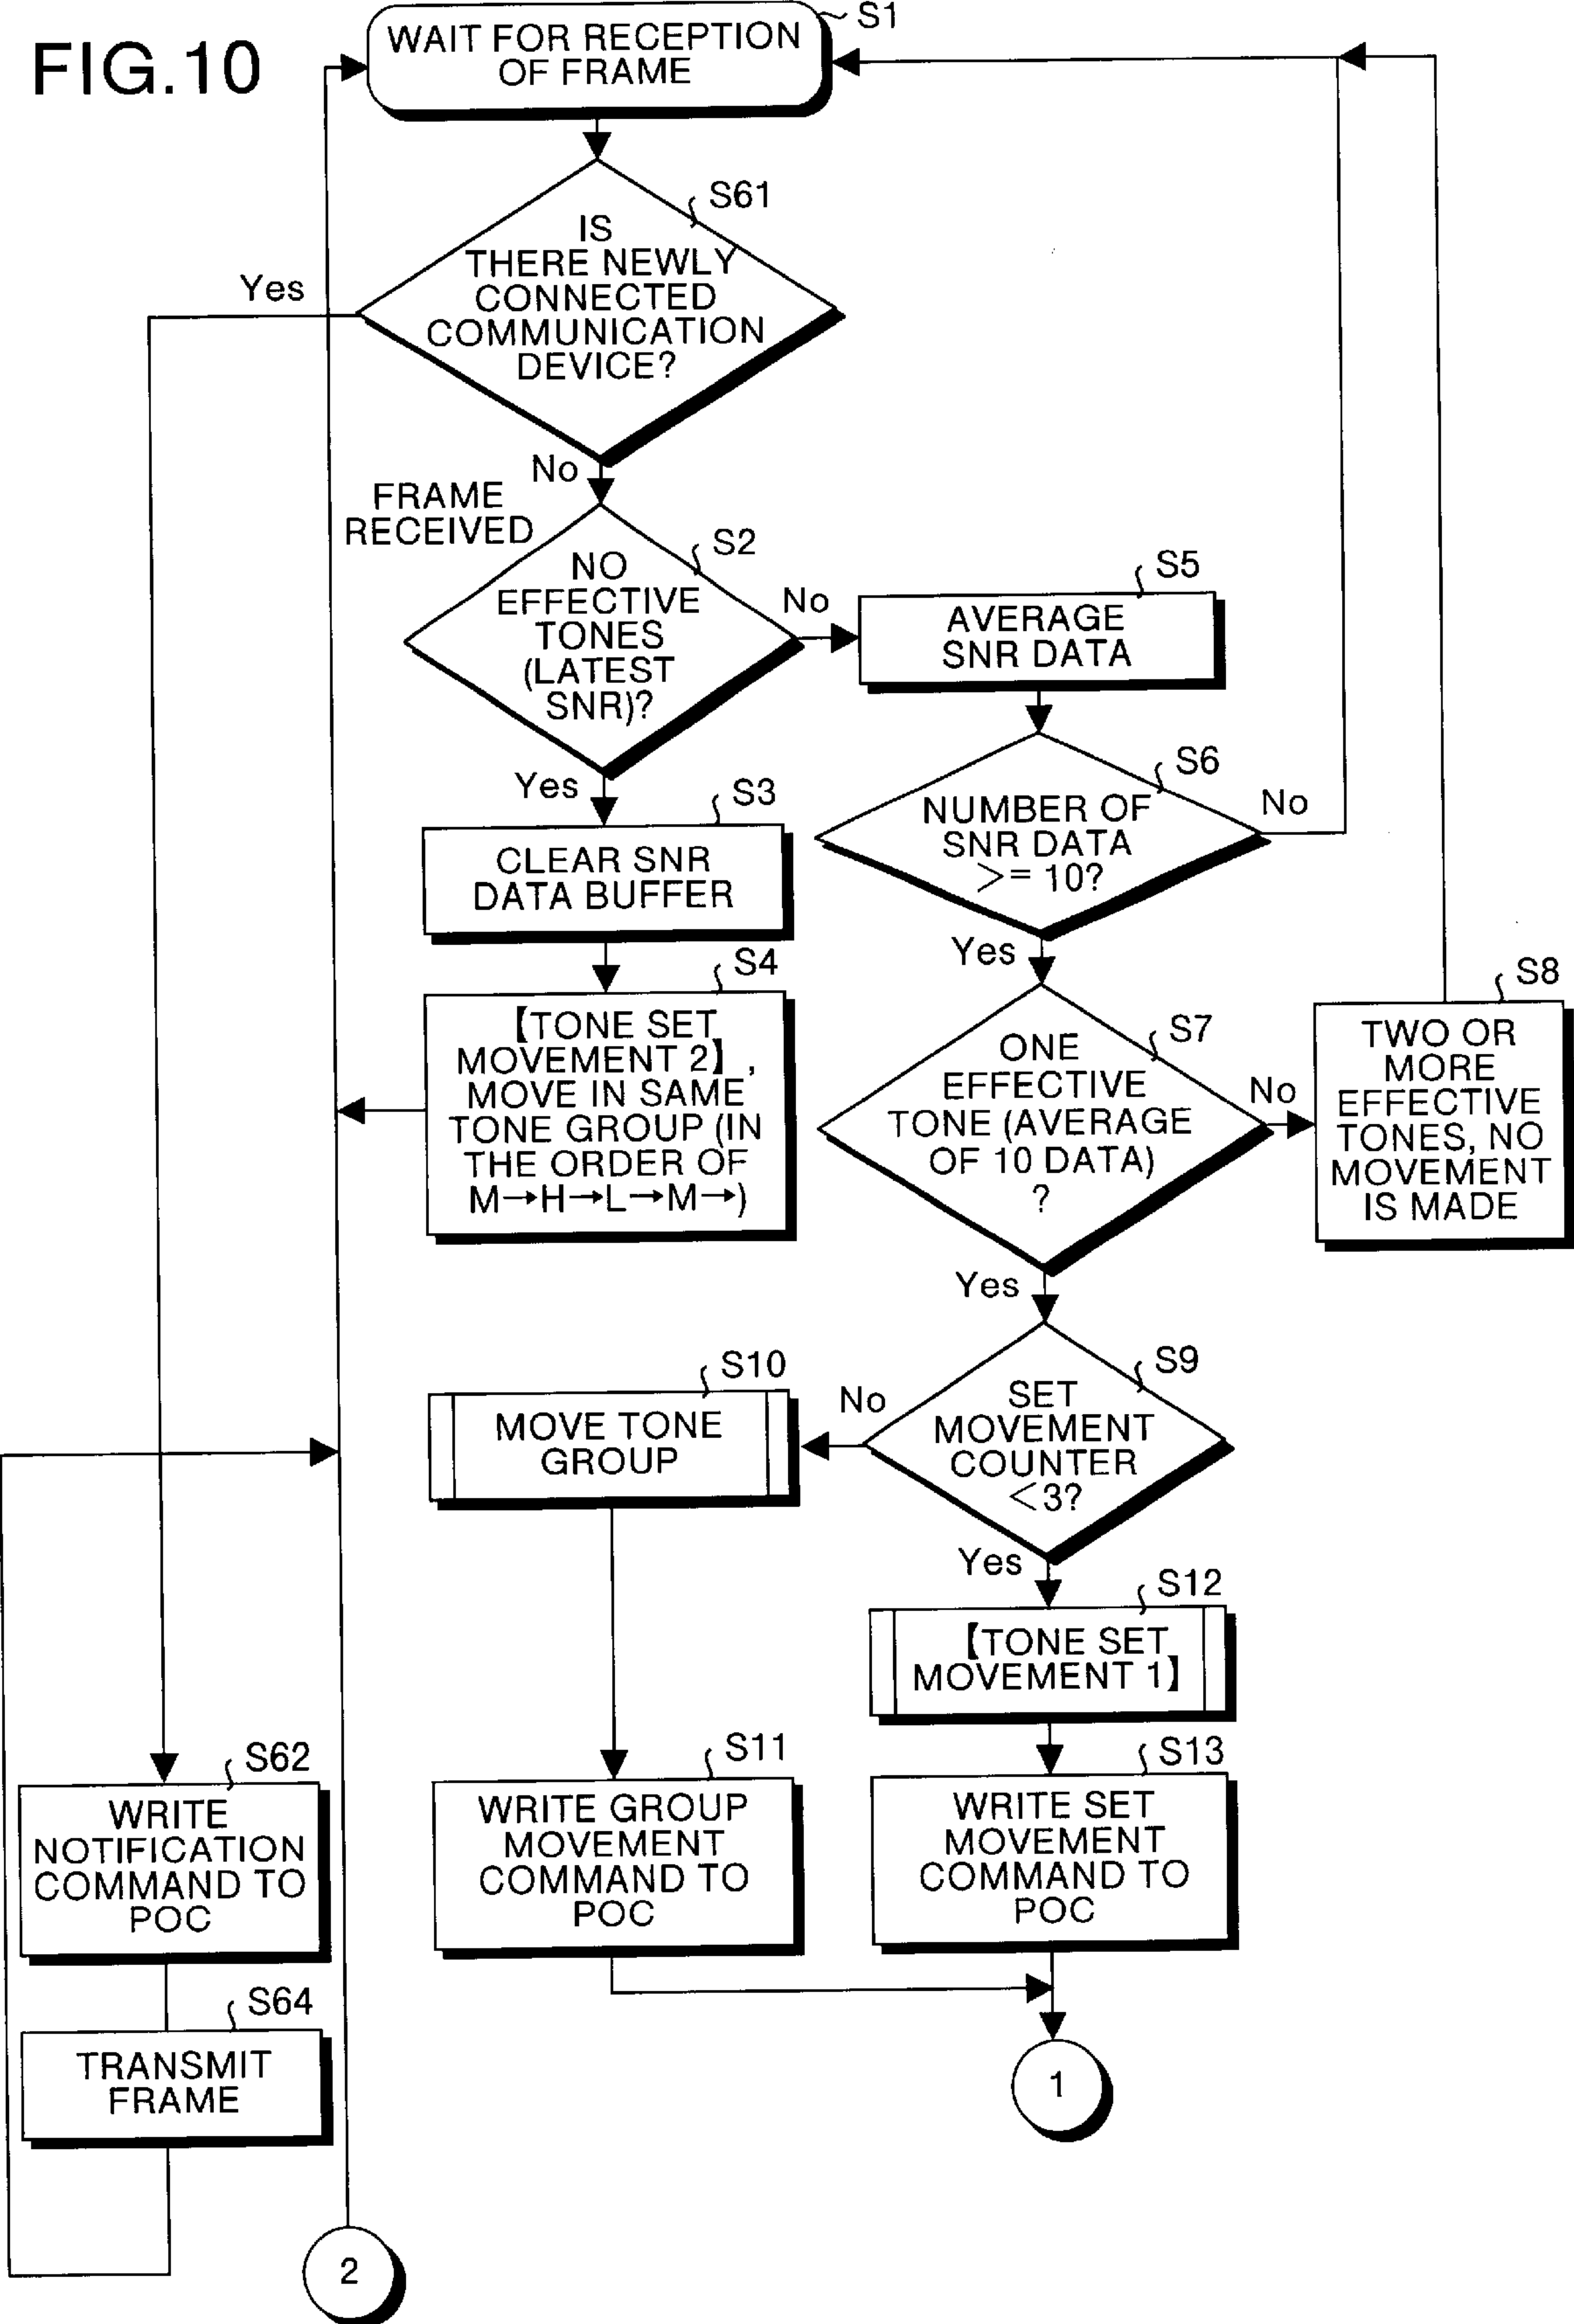 FIG.10
S1
WAIT FOR RECEPTION
OF FRAME
S61
IS
THERE NEWLY
CONNECTED
COMMUNICATION
DEVICE?
Yes
No
FRAME
RECEIVED
S2
NO
EFFECTIVE
TONES
(LATEST
SNR)?
No
S5
AVERAGE
SNR DATA
Yes
S3
CLEAR SNR
DATA BUFFER
S6
NUMBER OF
SNR DATA
>= 10?
No
Yes
S4
【TONE SET
MOVEMENT 2】,
MOVE IN SAME
TONE GROUP (IN
THE ORDER OF
M→H→L→M→)
S7
ONE
EFFECTIVE
TONE (AVERAGE
OF 10 DATA)
?
No
S8
TWO OR
MORE
EFFECTIVE
TONES, NO
MOVEMENT
IS MADE
Yes
S9
SET
MOVEMENT
COUNTER
<3?
No
S10
MOVE TONE
GROUP
Yes
S12
【TONE SET
MOVEMENT 1】
S11
WRITE GROUP
MOVEMENT
COMMAND TO
POC
S13
WRITE SET
MOVEMENT
COMMAND TO
POC
S62
WRITE
NOTIFICATION
COMMAND TO
POC
S64
TRANSMIT
FRAME
1
2